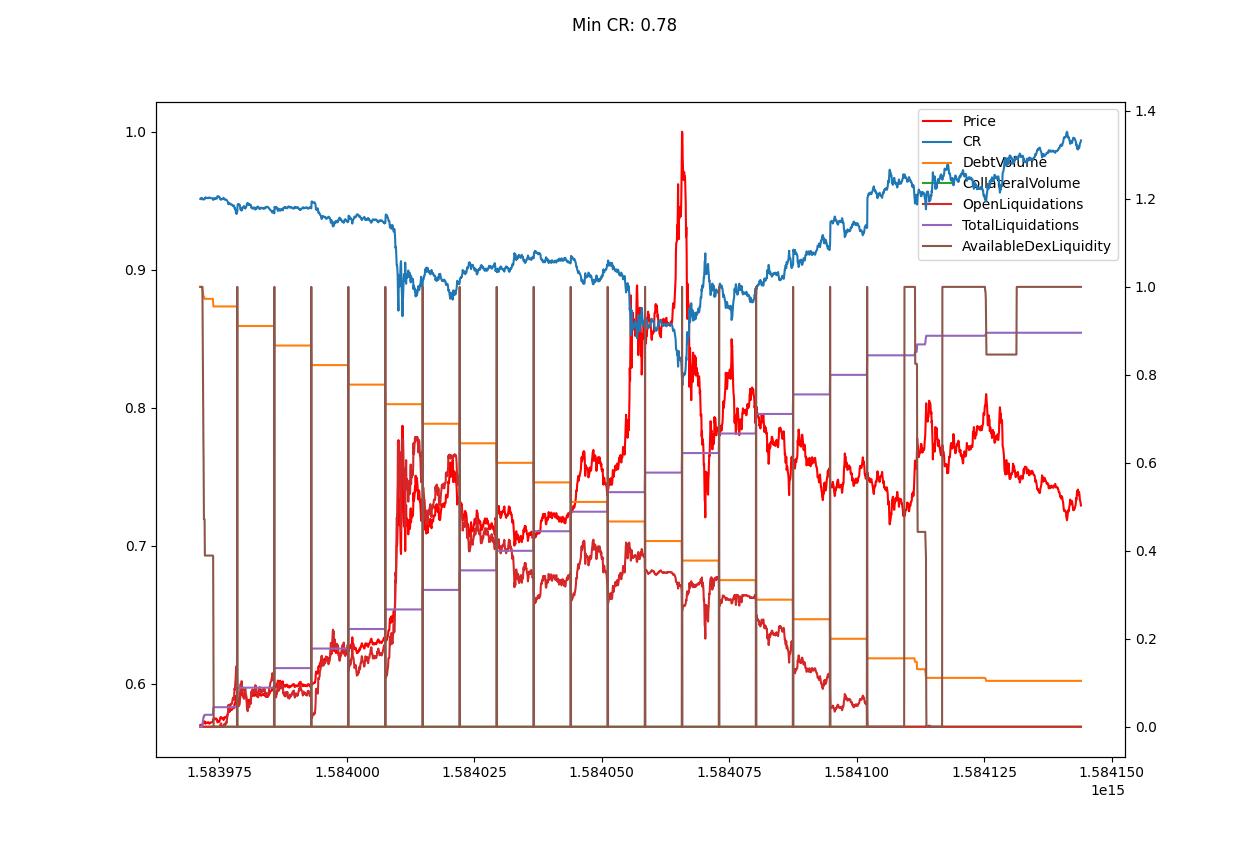 Min CR: 0.78
1.0
0.9
0.8
0.7
0.6
1.4
1.2
1.0
0.8
0.6
0.4
0.2
0.0
Price
CR
DebtVolume
CollateralVolume
OpenLiquidations
TotalLiquidations
AvailableDexLiquidity
1.583975 1.584000 1.584025 1.584050 1.584075 1.584100 1.584125 1.584150
1e15